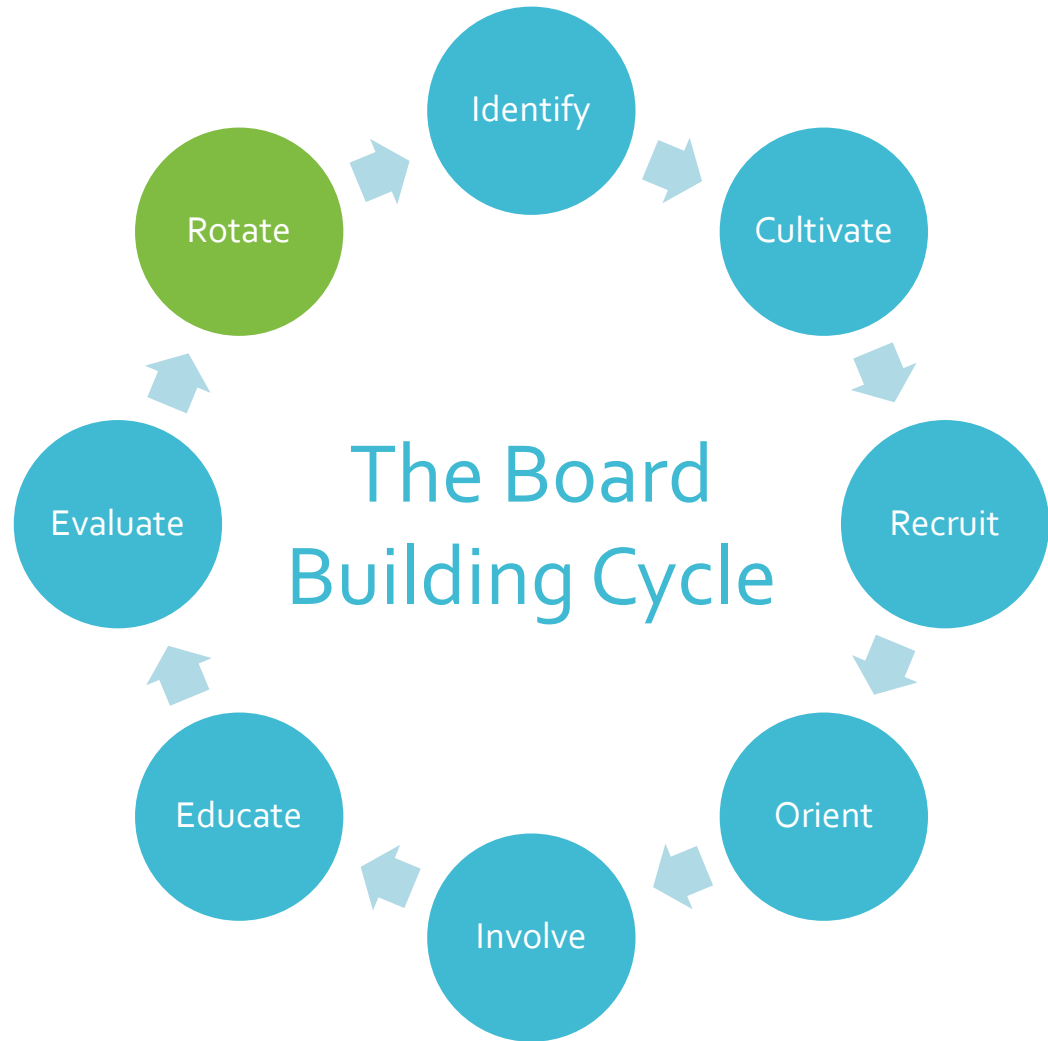 Identify
Cultivate
Recruit
Orient
Involve
Educate
Evaluate
Rotate
The Board
Building Cycle